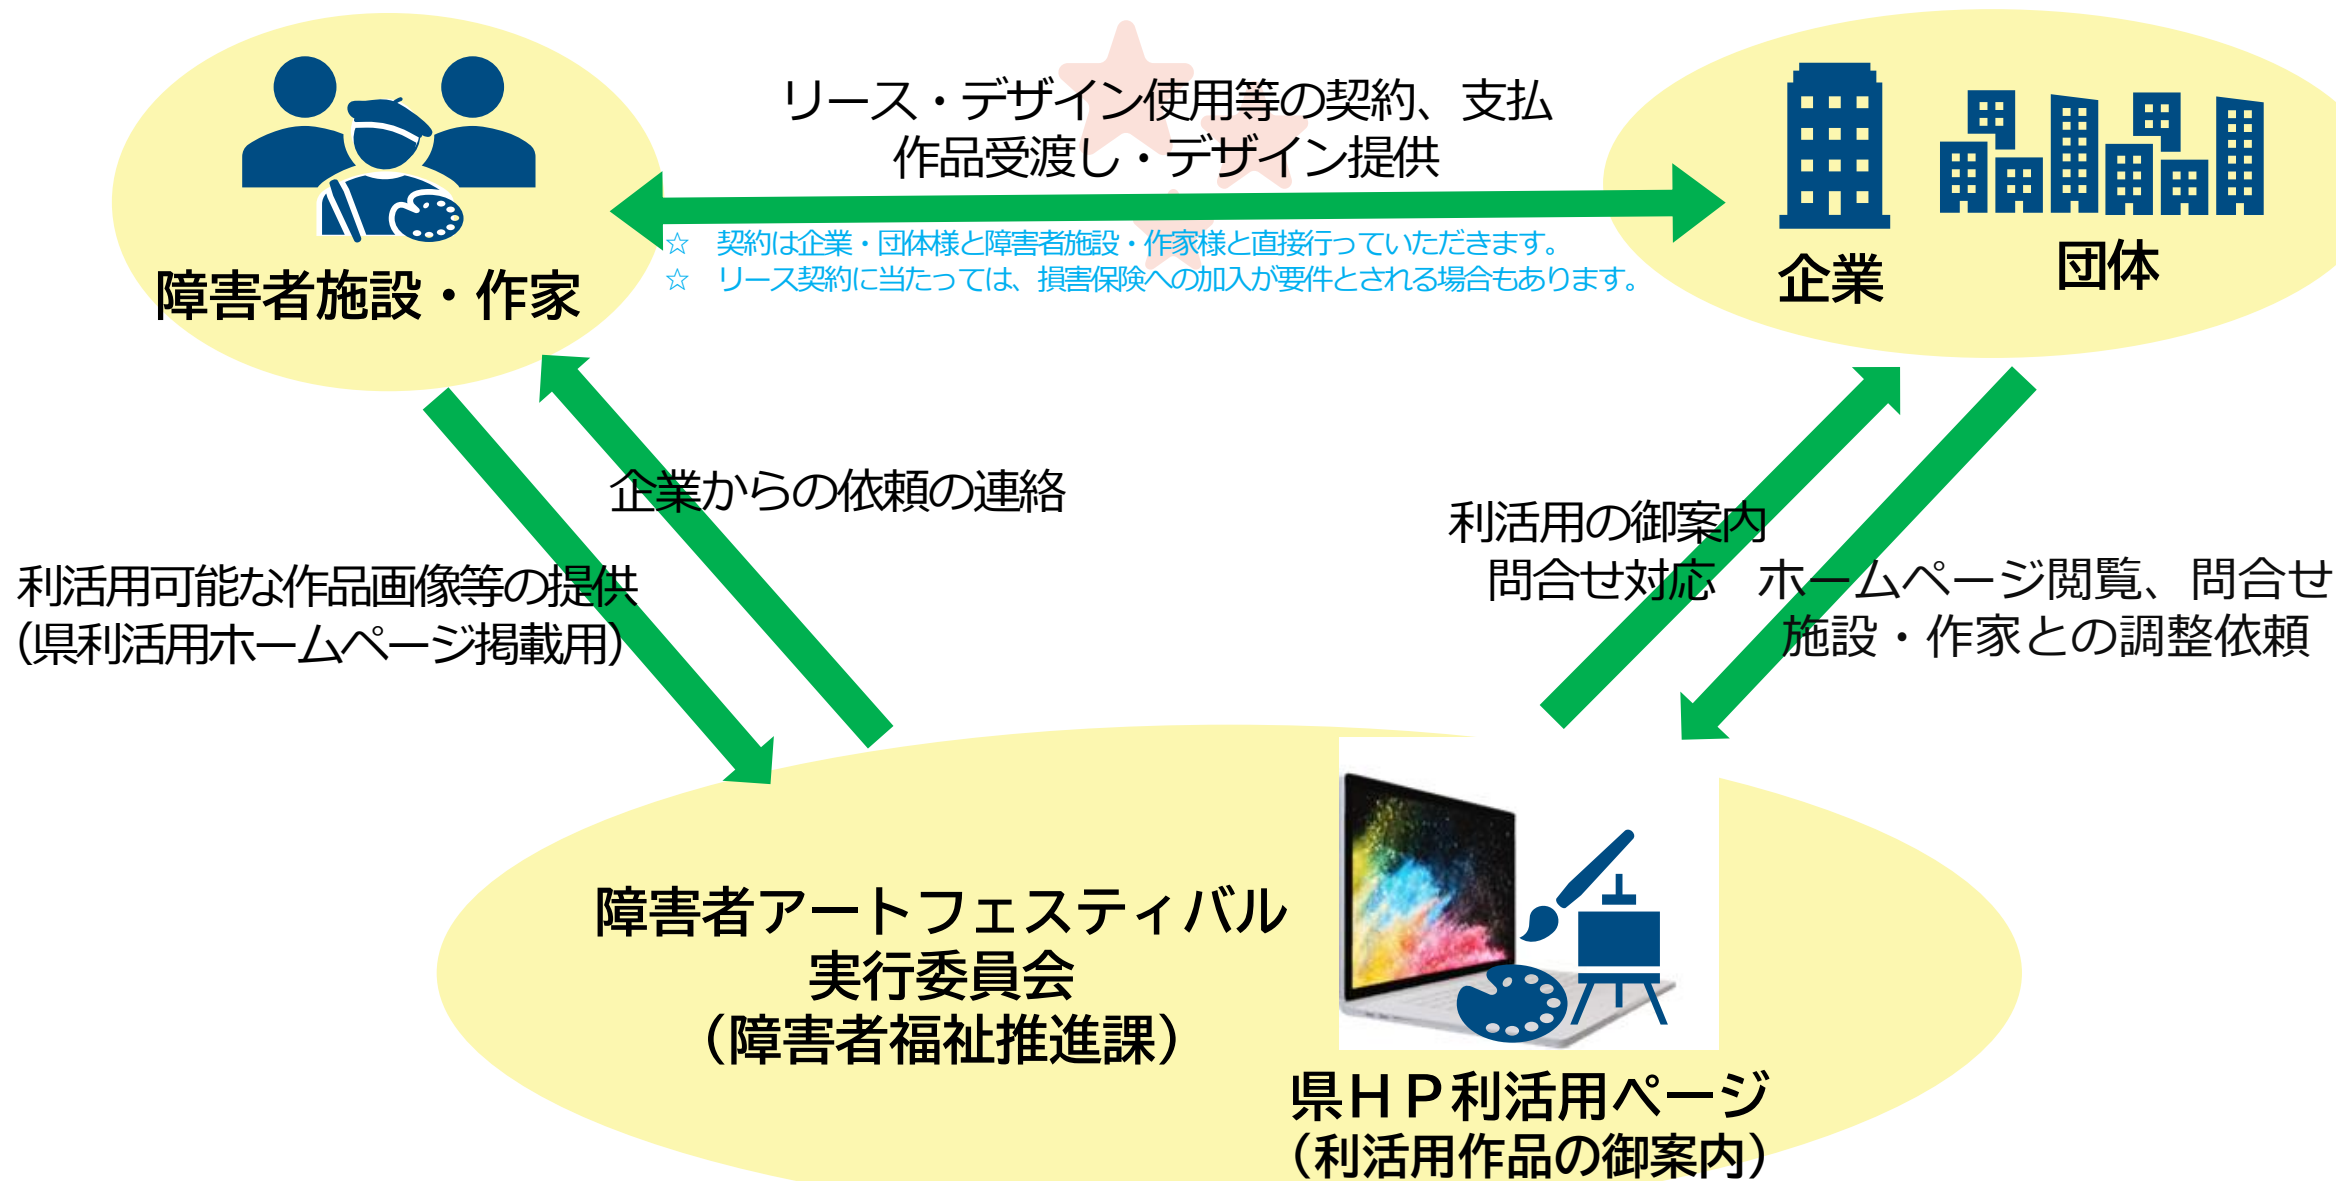 リース・デザイン使用等の契約、支払
作品受渡し・デザイン提供
☆　契約は企業・団体様と障害者施設・作家様と直接行っていただきます。
☆　リース契約に当たっては、損害保険への加入が要件とされる場合もあります。
障害者施設・作家
企業
団体
企業からの依頼の連絡
利活用可能な作品画像等の提供
（県利活用ホームページ掲載用）
利活用の御案内
問合せ対応
ホームページ閲覧、問合せ
施設・作家との調整依頼
障害者アートフェスティバル
実行委員会
（障害者福祉推進課）
県ＨＰ利活用ページ
（利活用作品の御案内）